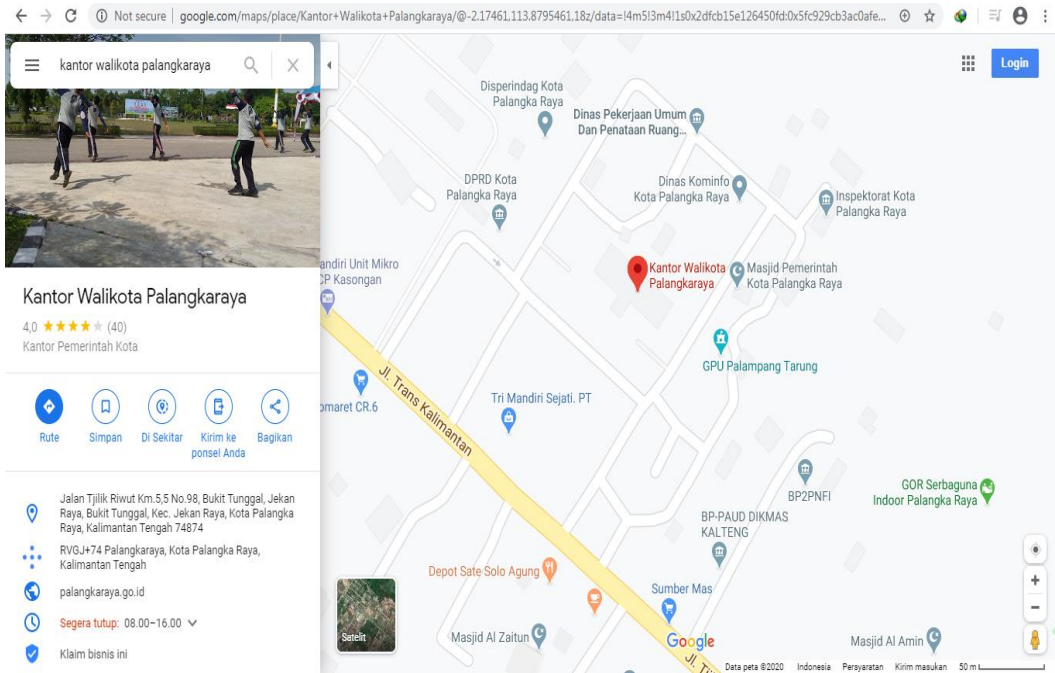 Not secure | google.com/maps/place/Kantor+Walikota+Palangkaraya/@-2.17461,113.8795461,18z/data=!4m5!3m4!1s0x2dfcb15e126450fd:0x5fc929cb3ac0afe...
kantor walikota palangkaraya
Kantor Walikota Palangkaraya
4,0 (40)
Kantor Pemerintah Kota
Rute
Simpan
Di Sekitar
Kirim ke
ponsel Anda
Bagikan
Jalan Tjilik Riwut Km.5,5 No.98, Bukit Tunggal, Jekan
Raya, Bukit Tunggal, Kec. Jekan Raya, Kota Palangka
Raya, Kalimantan Tengah 74874
RVGJ+74 Palangkaraya, Kota Palangka Raya,
Kalimantan Tengah
palangkaraya.go.id
Segera tutup: 08.00–16.00
Klaim bisnis ini
Login
Disperindag Kota
Palangka Raya
Dinas Pekerjaan Umum
Dan Penataan Ruang...
DPRD Kota
Palangka Raya
Dinas Kominfo
Kota Palangka Raya
Inspektorat Kota
Palangka Raya
andiri Unit Mikro
CP Kasongan
Kantor Walikota
Palangkaraya
Masjid Pemerintah
Kota Palangka Raya
GPU Palampang Tarung
Jl. Trans Kalimantan
omaret CR.6
Tri Mandiri Sejati. PT
BP2PNFI
GOR Serbaguna
Indoor Palangka Raya
BP-PAUD DIKMAS
KALTENG
Depot Sate Solo Agung
Sumber Mas
Satelit
Masjid Al Zaitun
Google
Masjid Al Amin
Data peta ©2020 Indonesia Persyaratan Kirim masukan 50 m